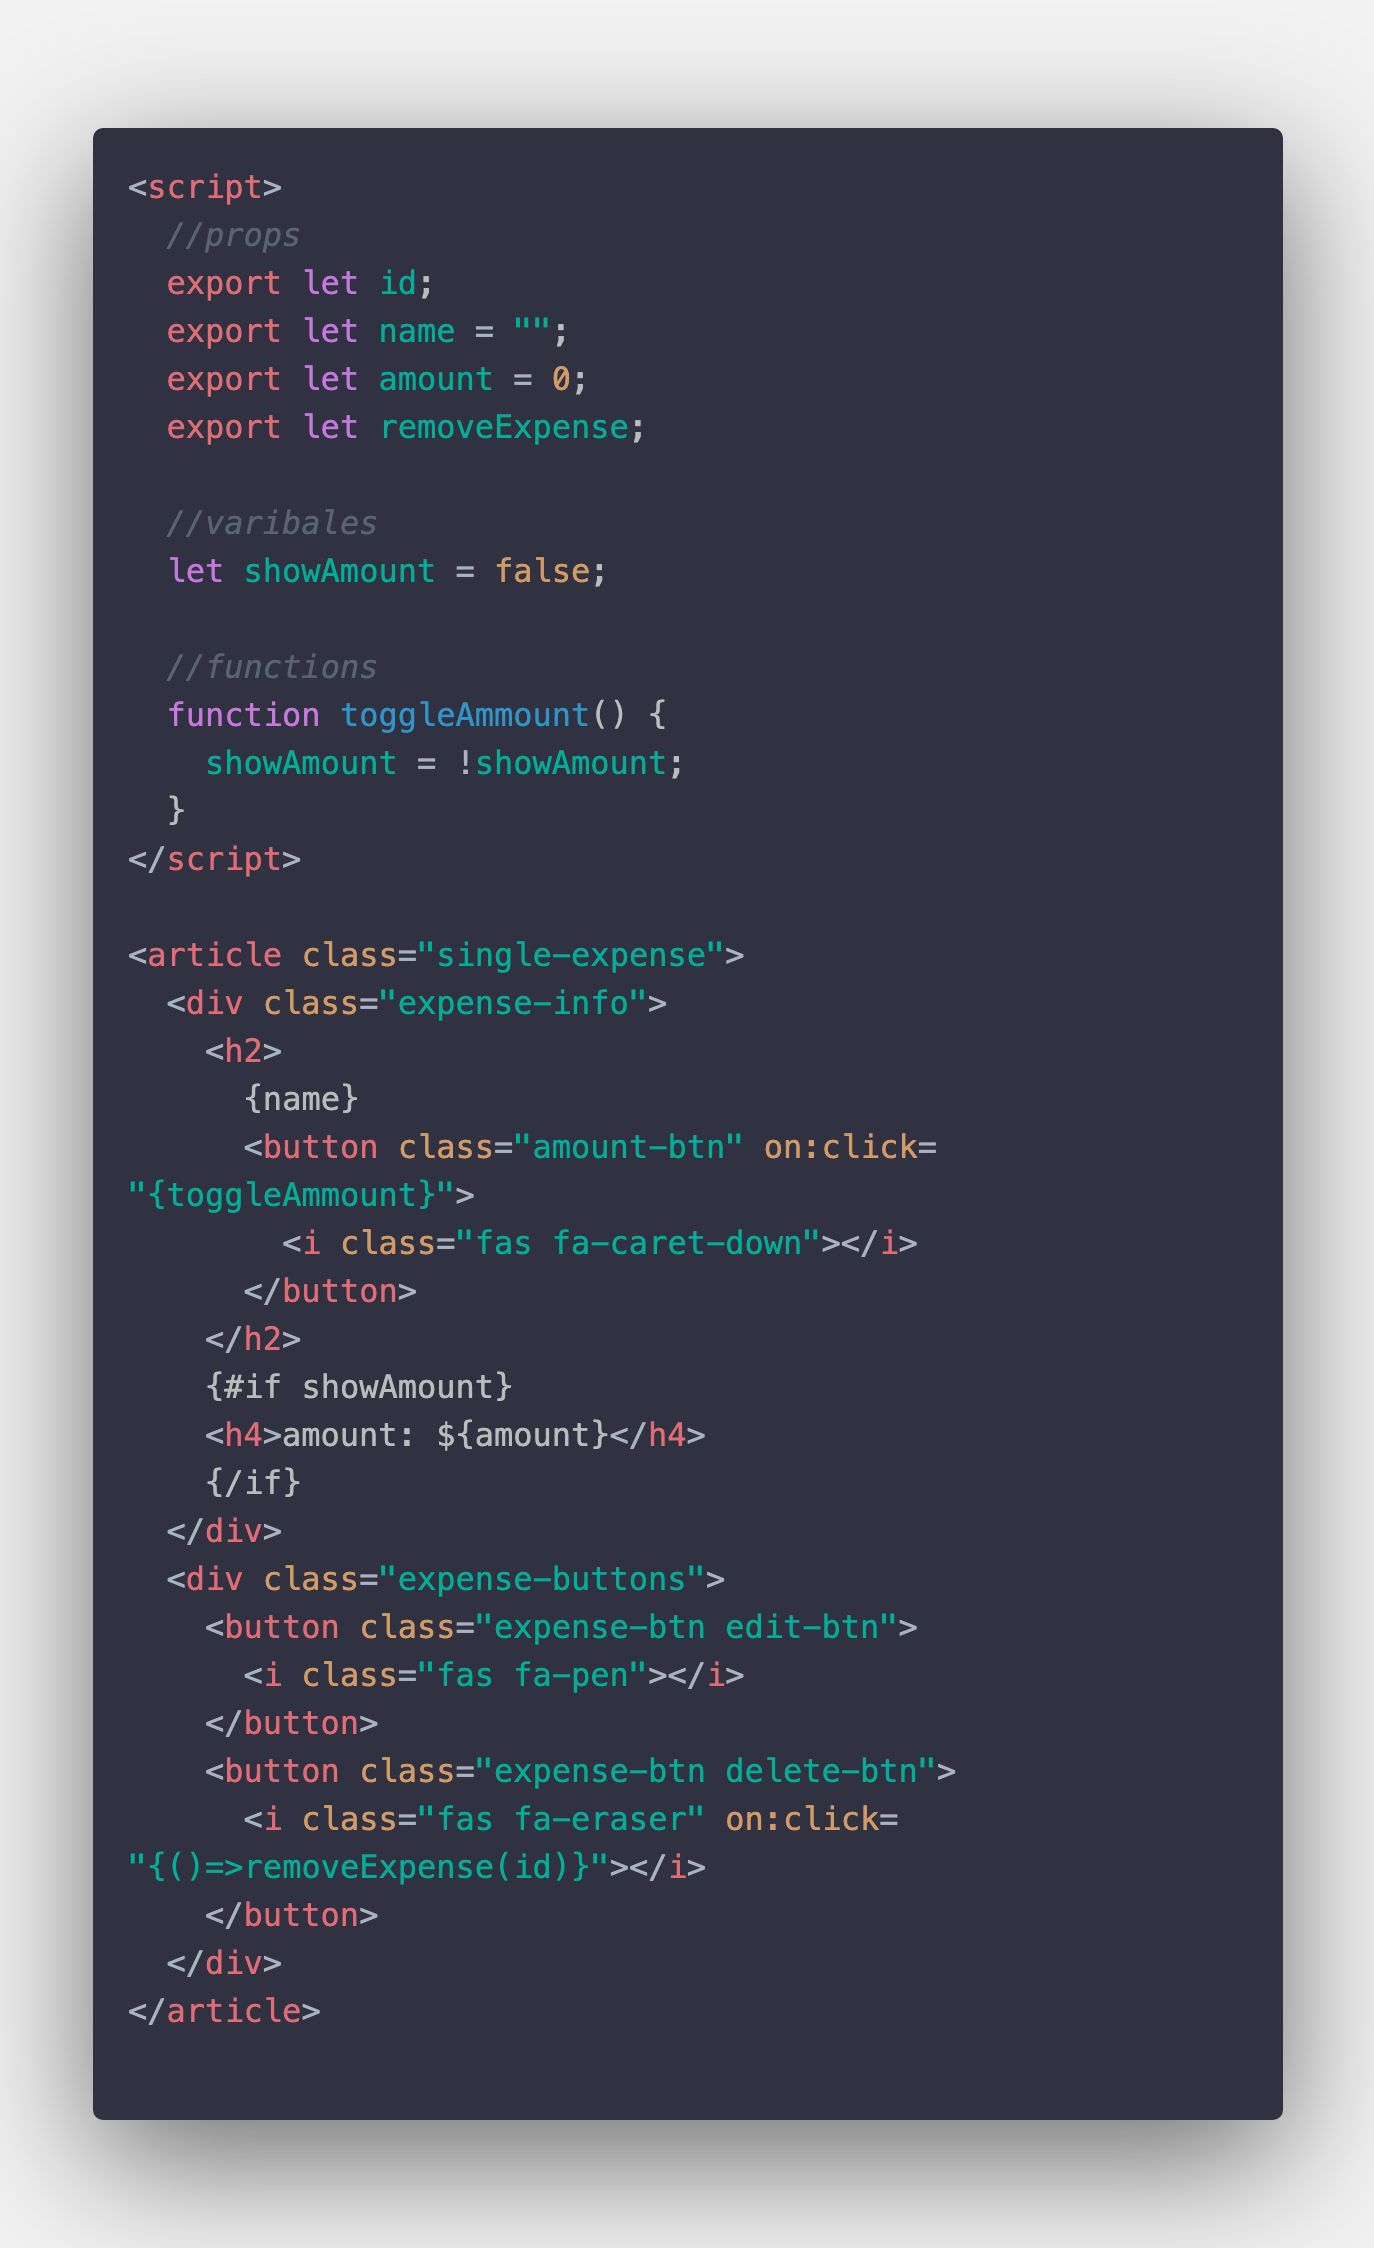 <script>
  //props
  export let id;
  export let name = "";
  export let amount = 0;
  export let removeExpense;

  //varibales
  let showAmount = false;

  //functions
  function toggleAmmount() {
    showAmount = !showAmount;
  }
</script>

<article class="single-expense">
  <div class="expense-info">
    <h2>
      {name}
      <button class="amount-btn" on:click=
"{toggleAmmount}">
        <i class="fas fa-caret-down"></i>
      </button>
    </h2>
    {#if showAmount}
    <h4>amount: ${amount}</h4>
    {/if}
  </div>
  <div class="expense-buttons">
    <button class="expense-btn edit-btn">
      <i class="fas fa-pen"></i>
    </button>
    <button class="expense-btn delete-btn">
      <i class="fas fa-eraser" on:click=
"{()=>removeExpense(id)}"></i>
    </button>
  </div>
</article>